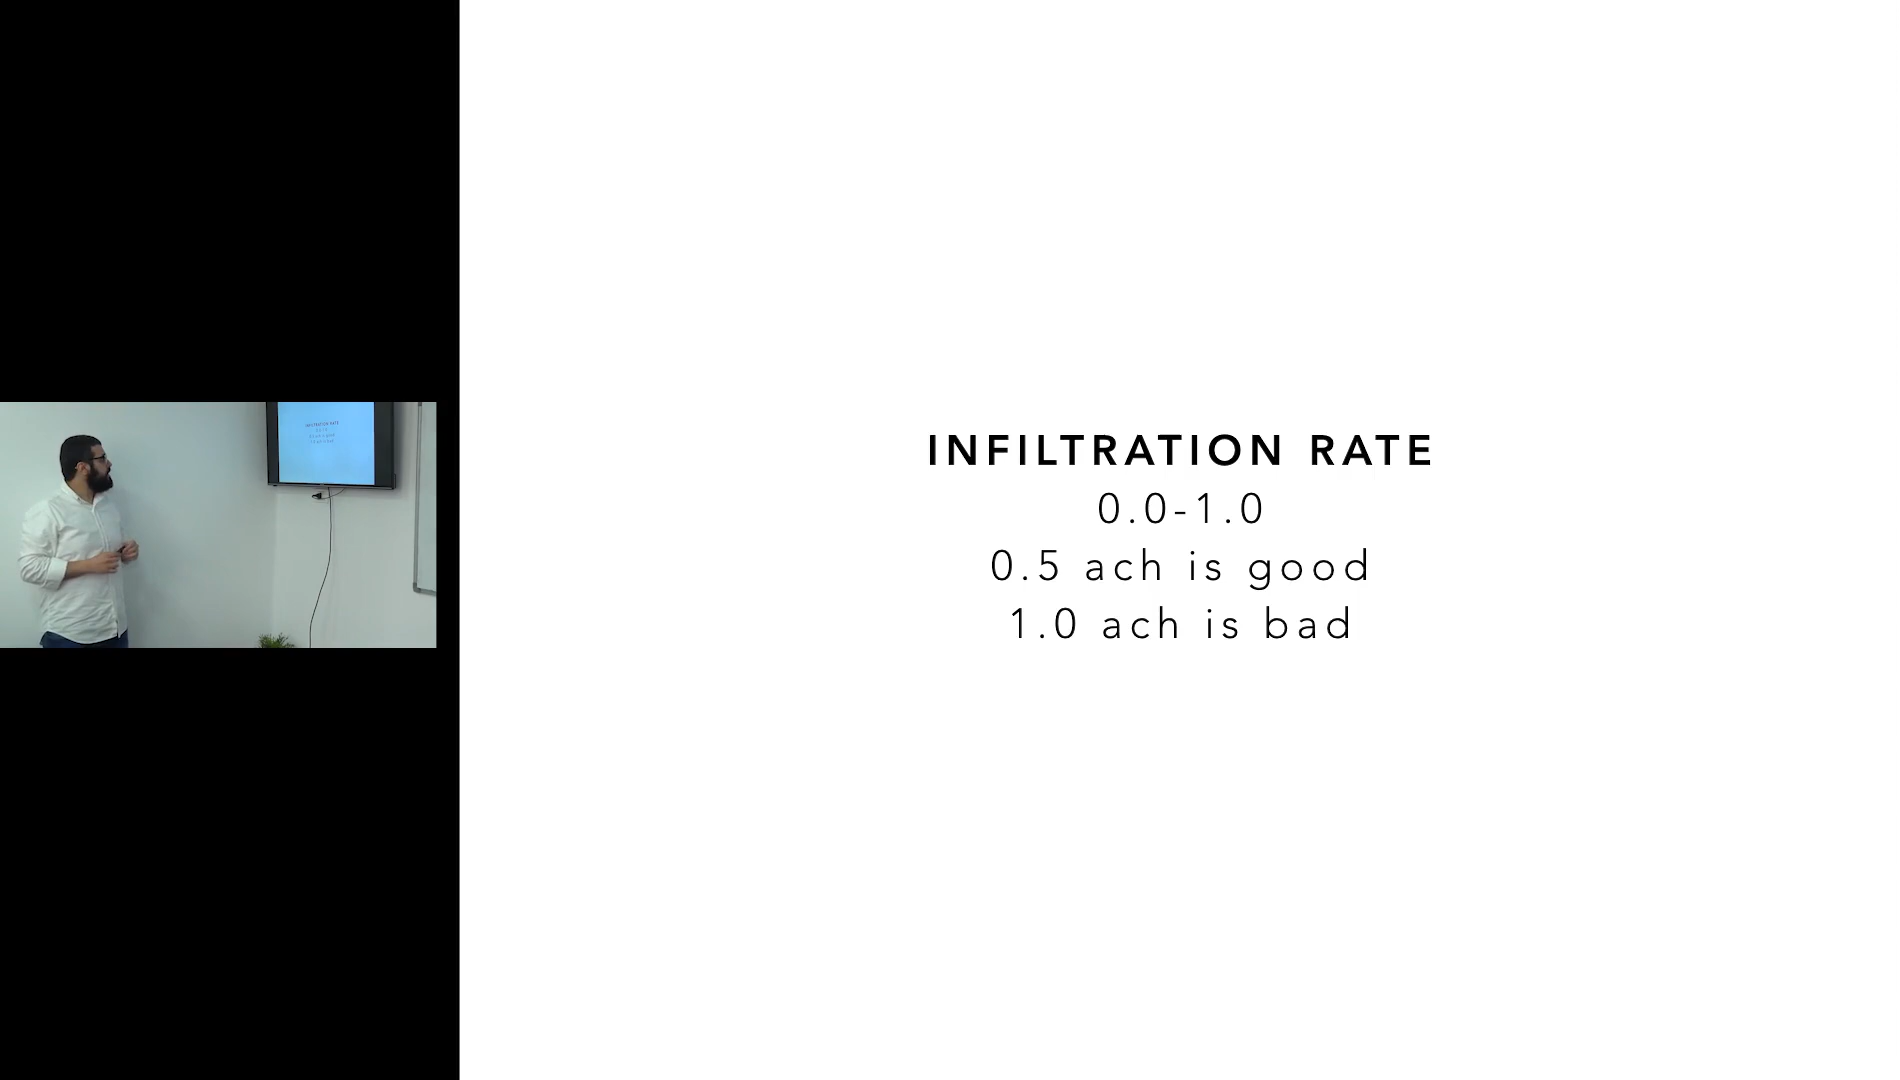 INFILTRATION RATE
0.0-1.0
0.5 ach is good
1.0 ach is bad